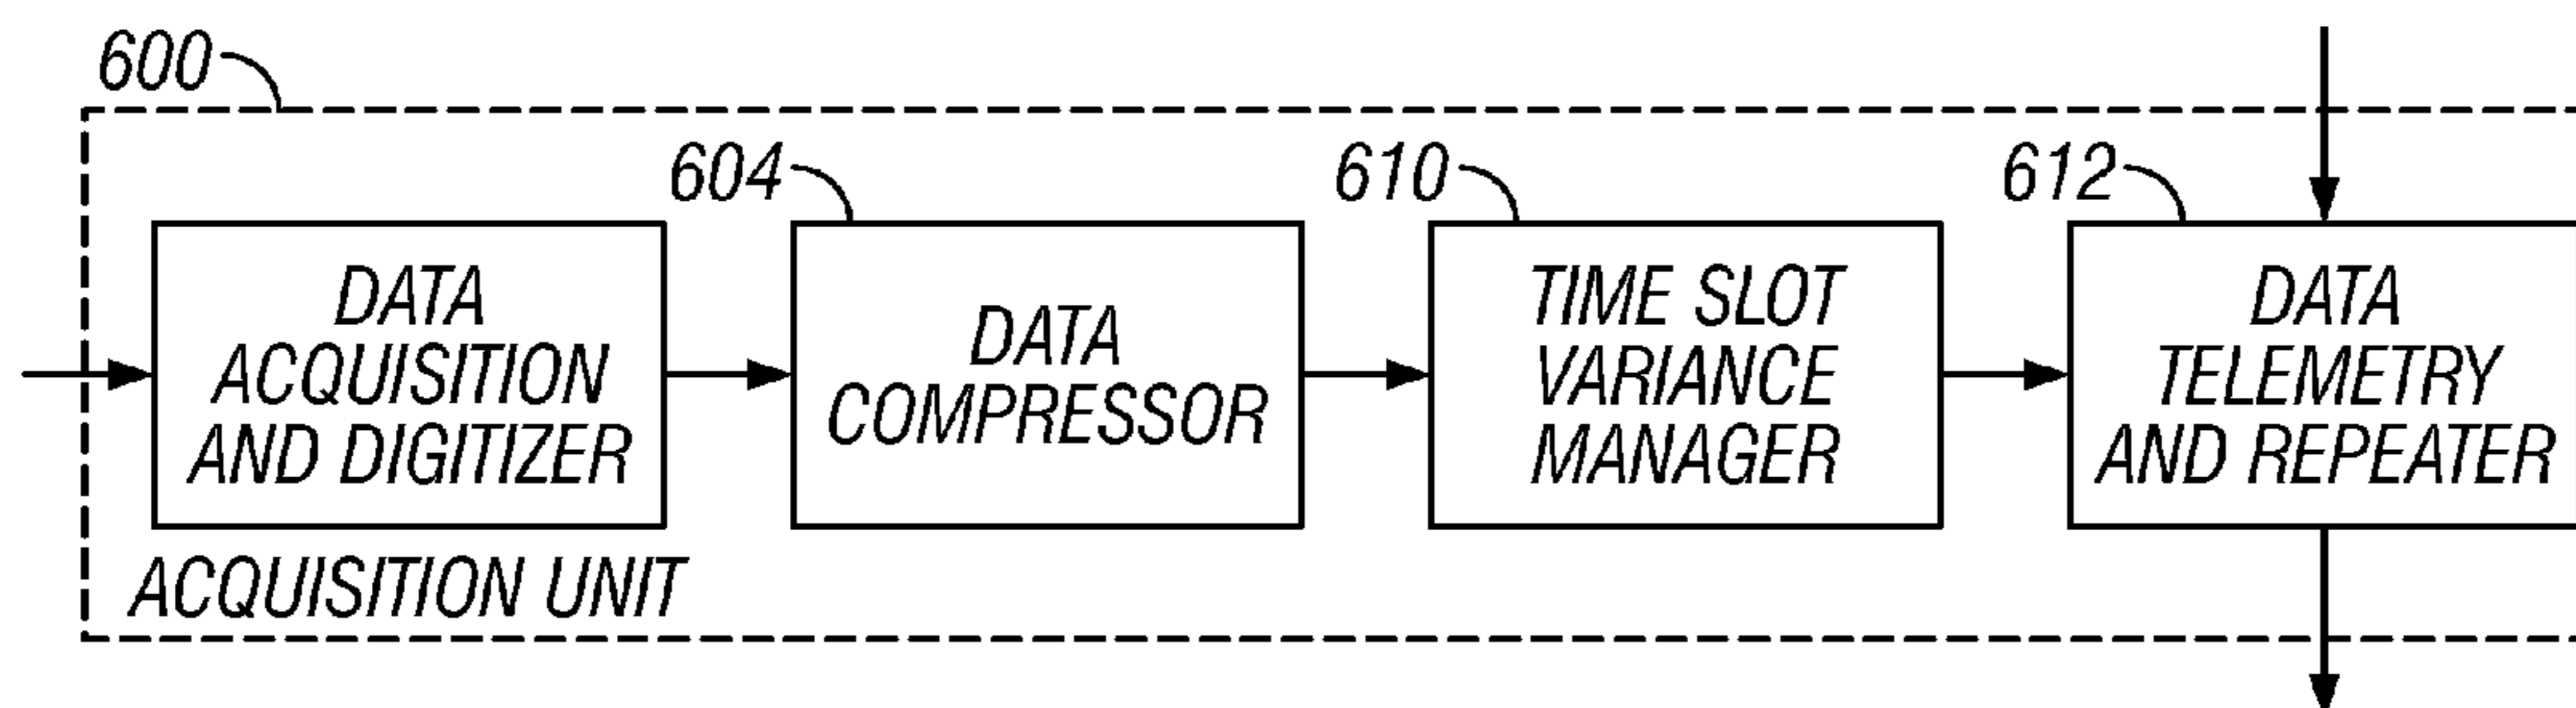 600
604
610
612
DATA
ACQUISITION
AND DIGITIZER
DATA
COMPRESSOR
TIME SLOT
VARIANCE
MANAGER
DATA
TELEMETRY
AND REPEATER
ACQUISITION UNIT